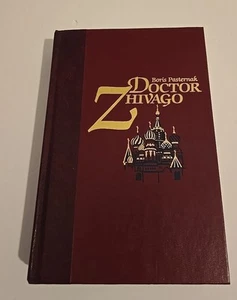 Boris Pasternak
DOCTOR
ZHIVAGO